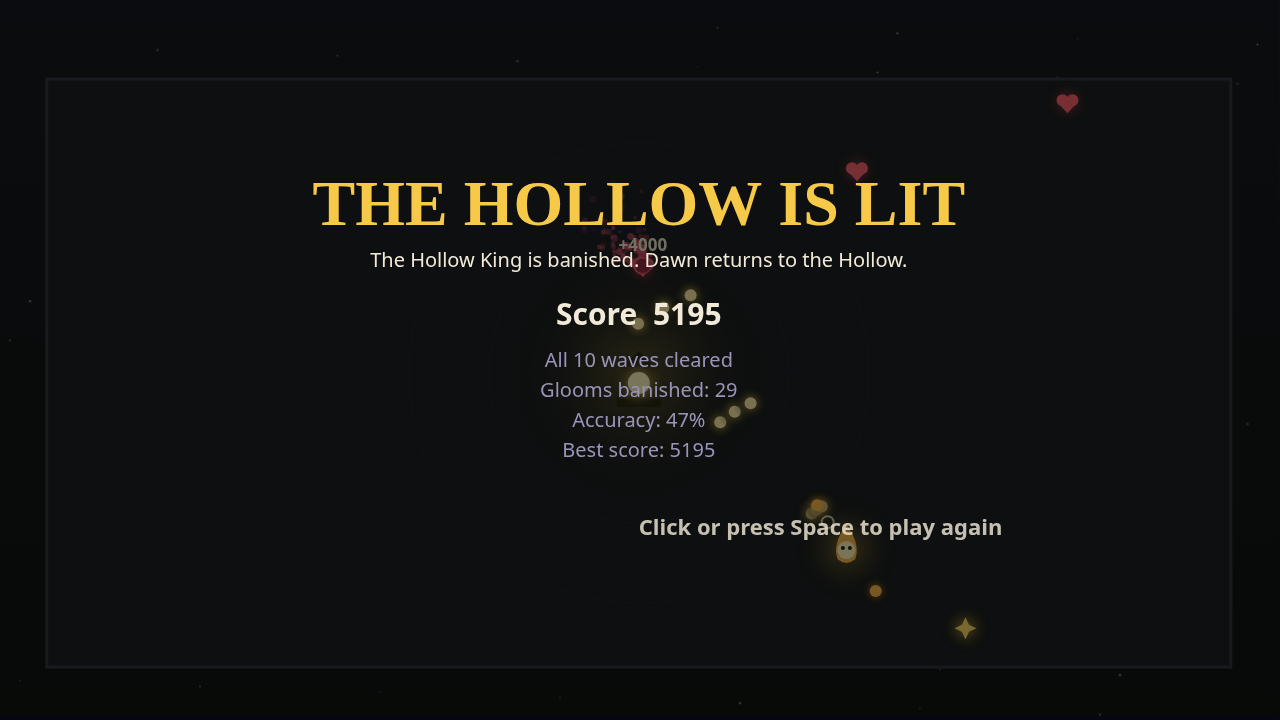 THE HOLLOW IS LIT
+4000
The Hollow King is banished. Dawn returns to the Hollow.
Score 5195
All 10 waves cleared
Glooms banished: 29
Accuracy: 47%
Best score: 5195
Click or press Space to play again